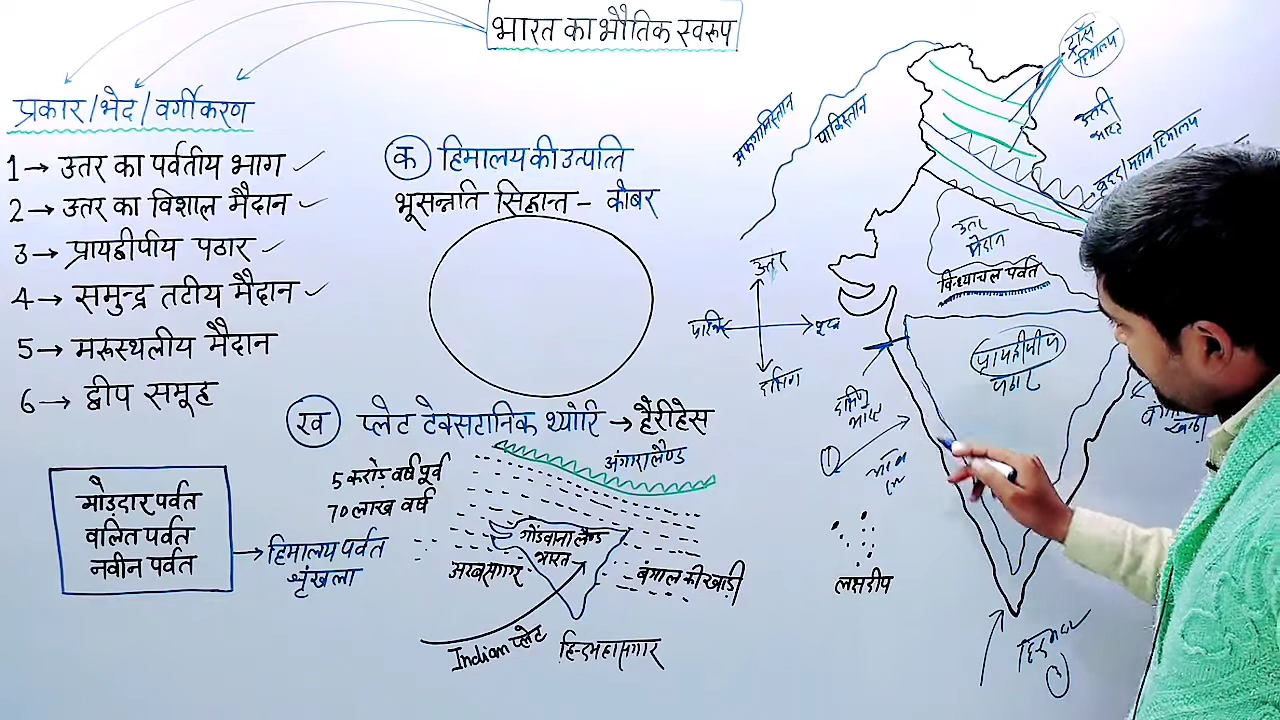 भारत का भौतिक स्वरूप
प्रकार/भेद/वर्गीकरण
1→ उत्तर का पर्वतीय भाग ✓
2→ उत्तर का विशाल मैदान ✓
3→ प्रायद्वीपीय पठार ✓
4→ समुन्द्र तटीय मैदान ✓
5→ मरूस्थलीय मैदान
6→ द्वीप समूह
मोड़दार पर्वत
वलित पर्वत
नवीन पर्वत
हिमालय पर्वत
शृंखला
क हिमालय की उत्पत्ति
भूसन्नति सिद्धान्त - कोबर
ख प्लेट टेक्सटानिक थ्योरि → हैरीहेस
अंगारालैण्ड
5 करोड वर्ष पूर्व
70 लाख वर्ष
गोंडवाना लैण्ड
भारत
अरबसागर
बंगाल की खाड़ी
Indian प्लेट
हिन्दमहासागर
अफगानिस्तान
पाकिस्तान
ट्रांस
हिमालय
उत्तरी
भारत
वृहद/महान हिमालय
उत्तर
मैदान
विन्ध्याचल पर्वत
प्रायद्वीपीय
पठार
उत्तर
दक्षिण
लक्षदीप